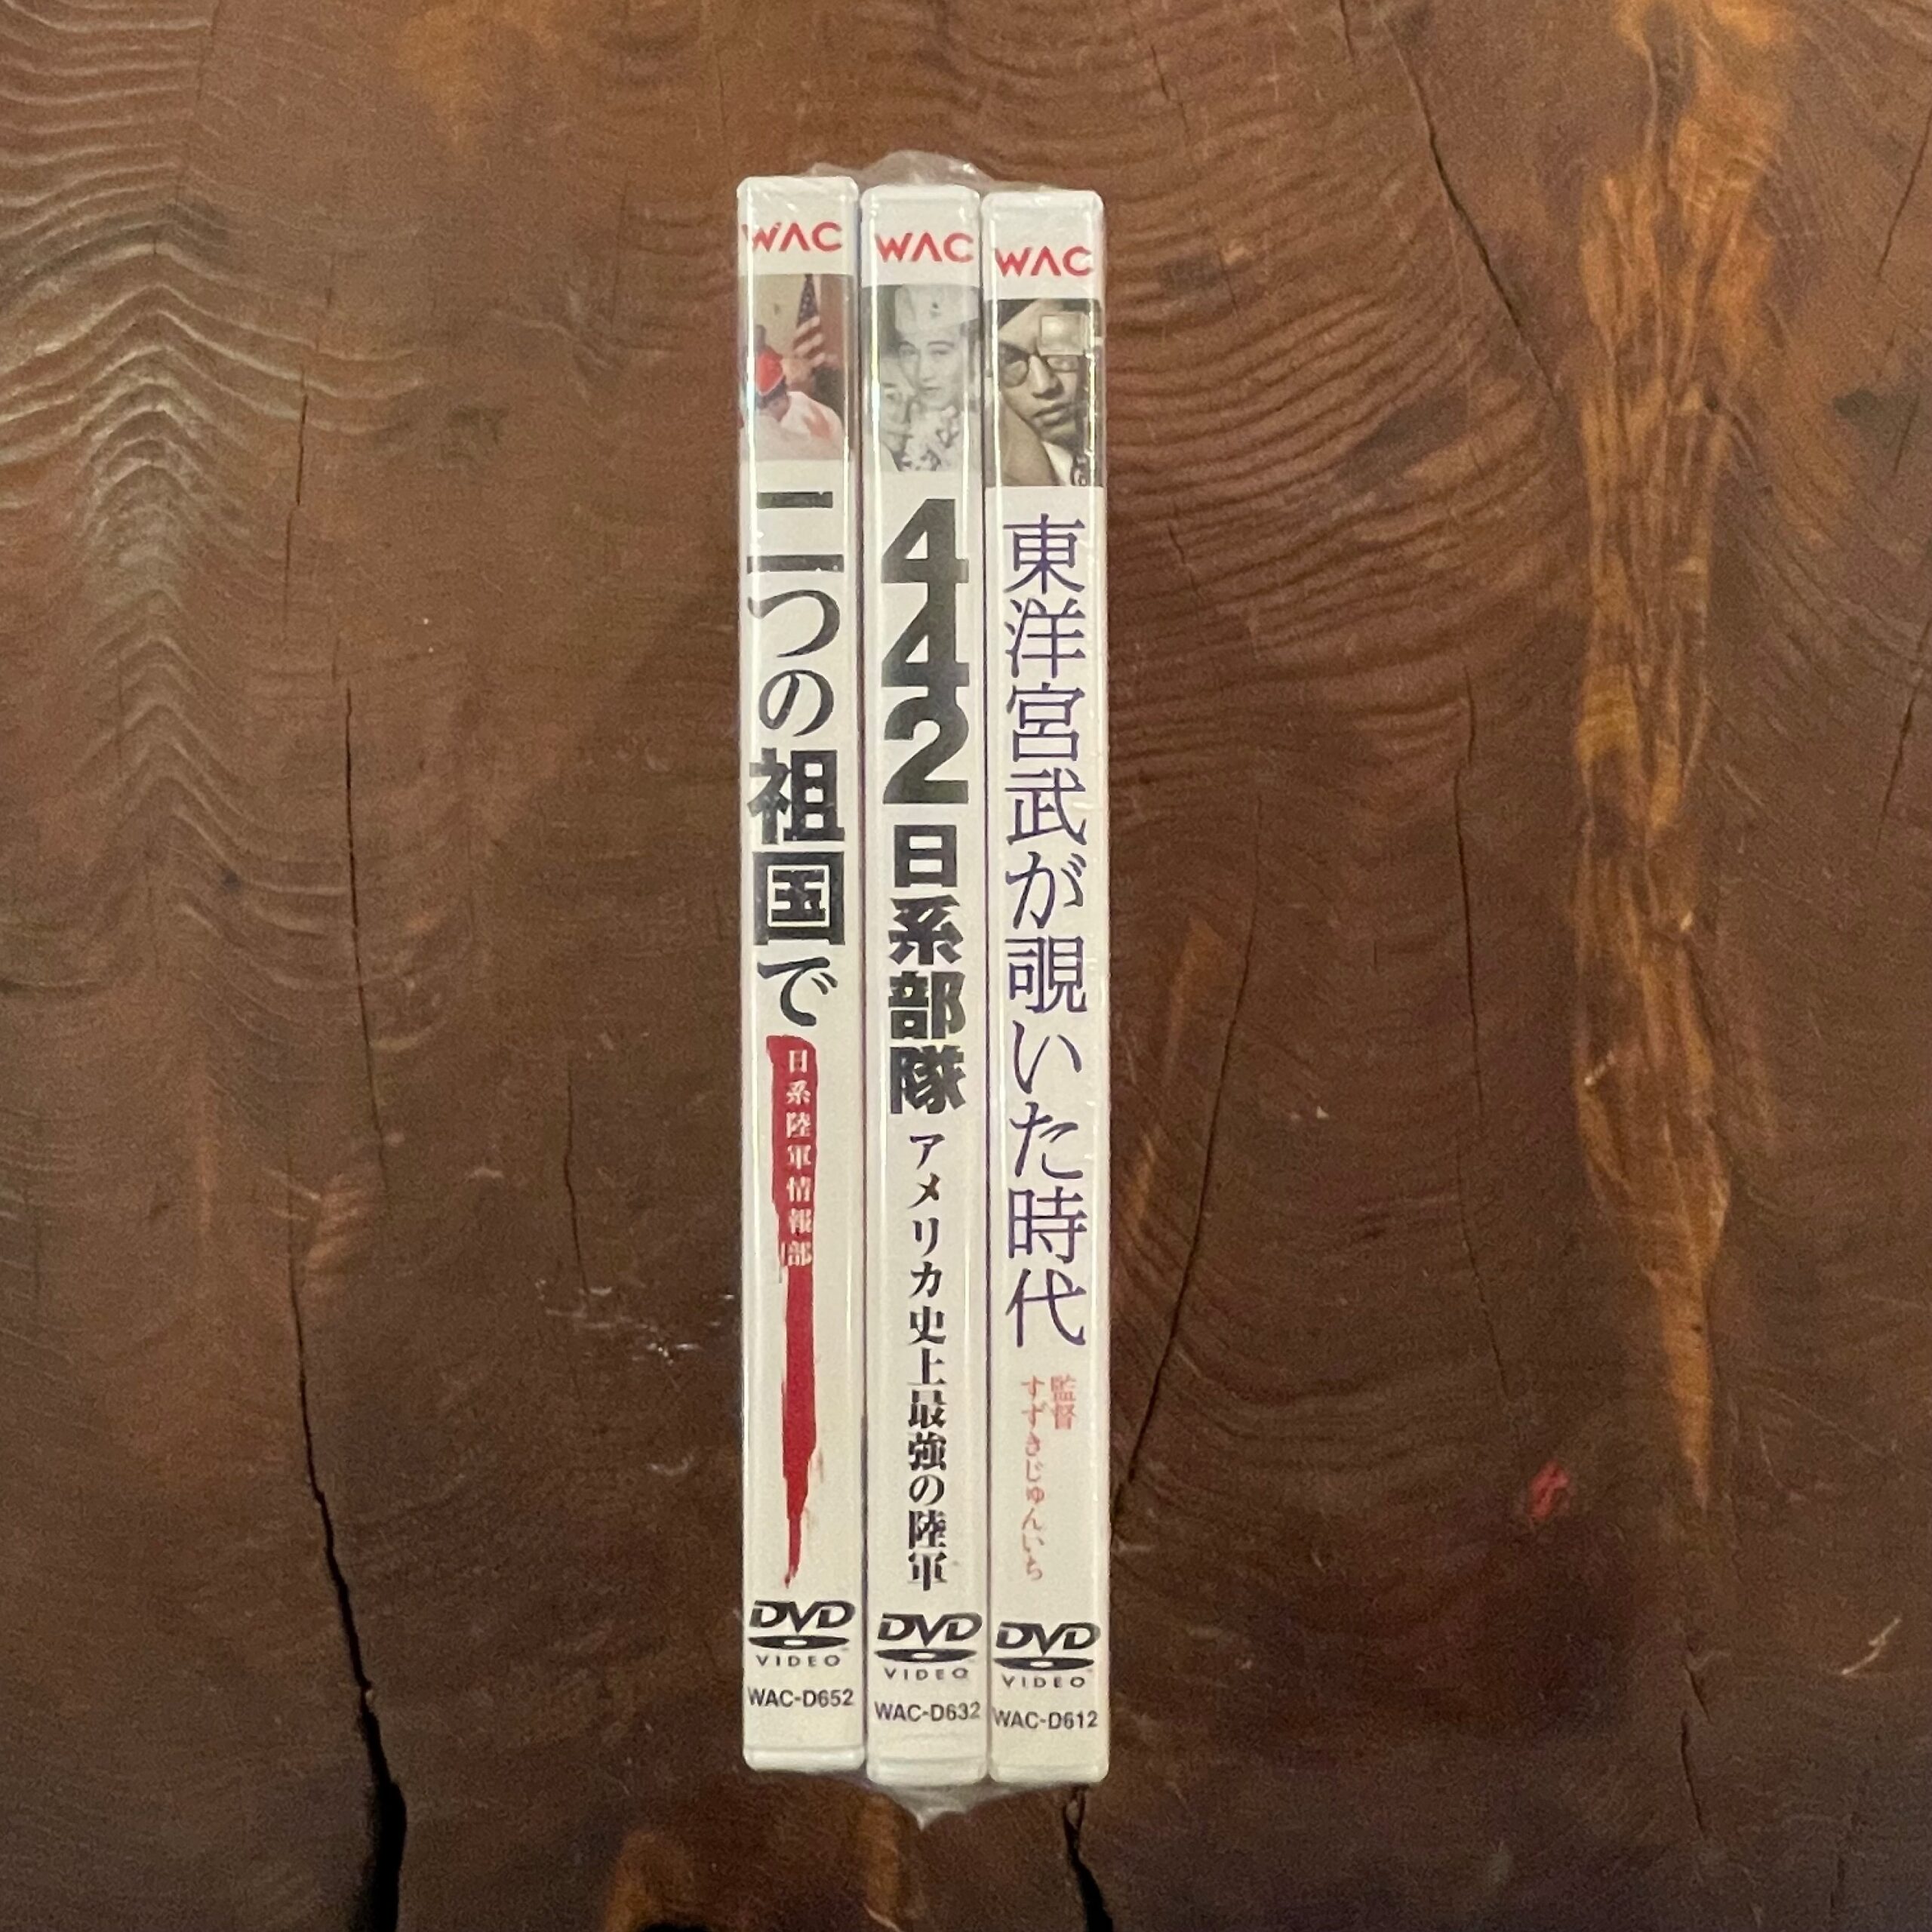 WAC
二つの祖国で
日系陸軍情報部
DVD
VIDEO
WAC-D652
WAC
442日系部隊
アメリカ史上最強の陸軍
DVD
VIDEO
WAC-D632
WAC
東洋宮武が覗いた時代
監督
すずきじゅんいち
DVD
VIDEO
WAC-D612